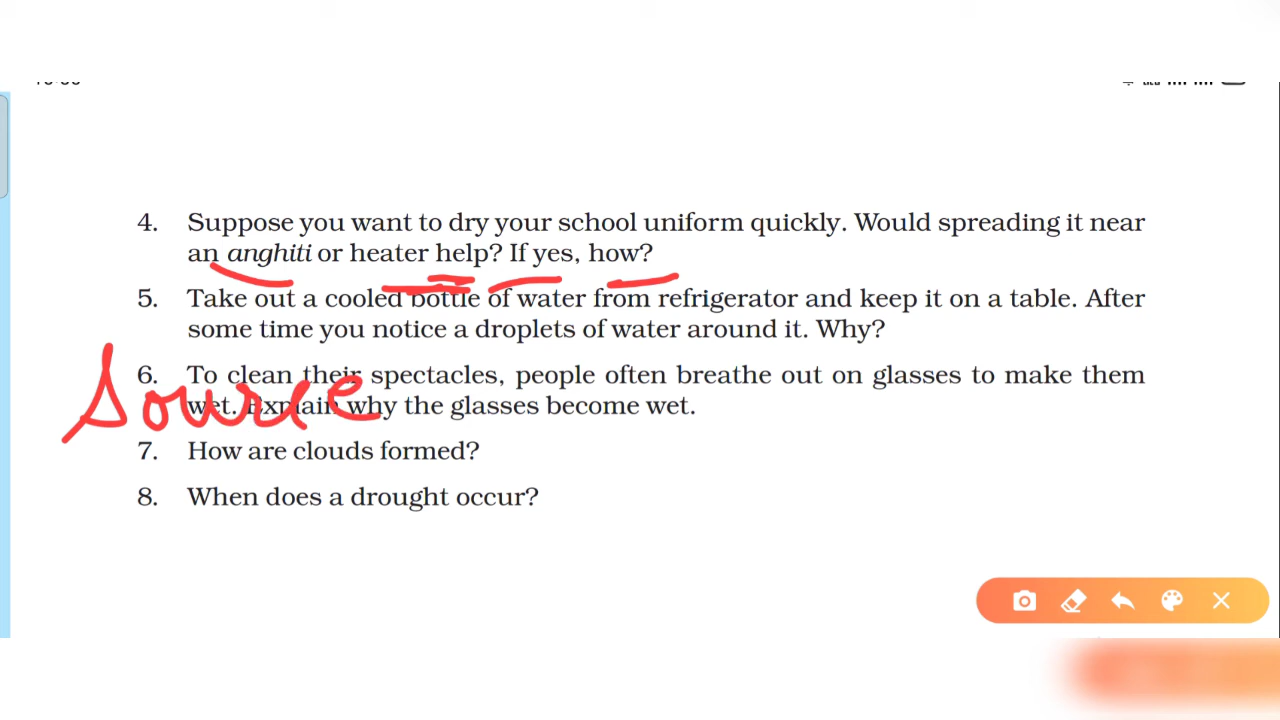 4. Suppose you want to dry your school uniform quickly. Would spreading it near
an anghiti or heater help? If yes, how?
5. Take out a cooled bottle of water from refrigerator and keep it on a table. After
some time you notice a droplets of water around it. Why?
6. To clean their spectacles, people often breathe out on glasses to make them
wet. Explain why the glasses become wet.
Source
7. How are clouds formed?
8. When does a drought occur?